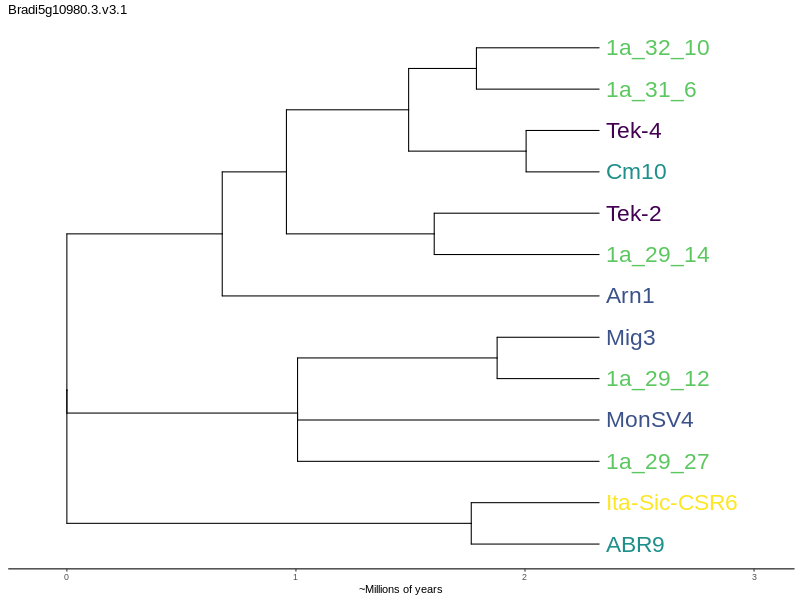 Bradi5g10980.3.v3.1
1a_32_10
1a_31_6
Tek-4
Cm10
Tek-2
1a_29_14
Arn1
Mig3
1a_29_12
MonSV4
1a_29_27
Ita-Sic-CSR6
ABR9
0 1 2 3
~Millions of years